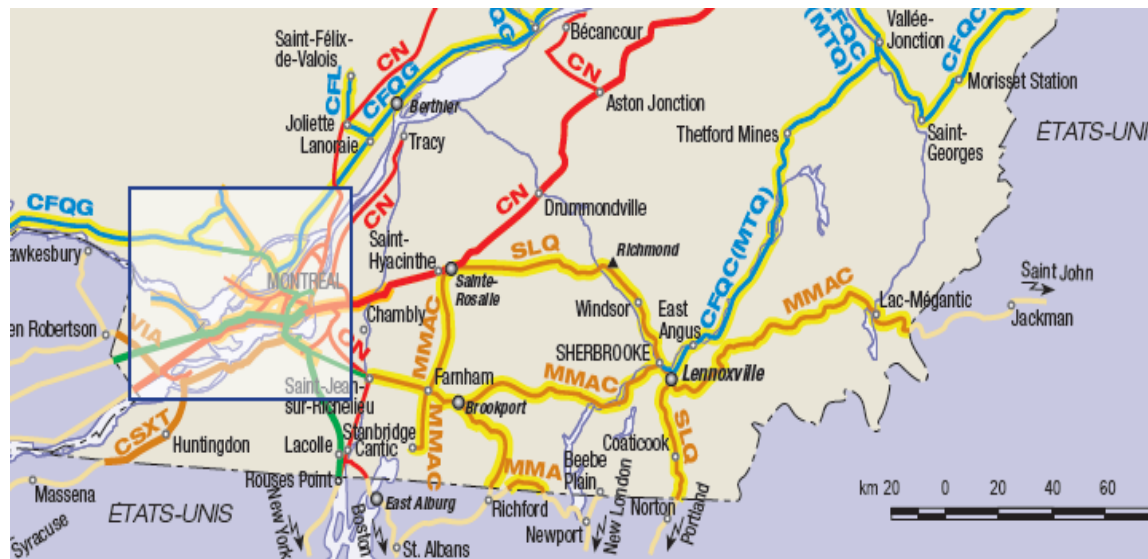 Saint-Félix-
de-Valois
CN
CFQG
QG
Bécancour
CN
CFQC
(MTQ)
Vallée-
Jonction
CFQC
Morisset Station
CFL
CFQG
Berthier
Aston Jonction
Joliette
Lanoraie
Tracy
Thetford Mines
Saint-
Georges
ÉTATS-UNI
CFQG
CN
CN
Drummondville
CFQC(MTQ)
Saint-
Hyacinthe
SLQ
Richmond
awkesbury
MONTRÉAL
Sainte-
Rosalie
Windsor
East
Angus
MMAC
Saint John
Lac-Mégantic
Jackman
en Robertson
VIA
Chambly
CN
MMAC
SHERBROOKE
Lennoxville
Saint-Jean-
sur-Richelieu
Farnham
MMAC
Brookport
CSXT
Huntingdon
Lacolle
Stanbridge
Cantic
MMAC
Coaticook
SLQ
Beebe
Plain
MMA
Rouses Point
East Alburg
Massena
Syracuse
ÉTATS-UNIS
New York
Boston
St. Albans
Richford
Newport
New London
Norton
Portland
km 20 0 20 40 60